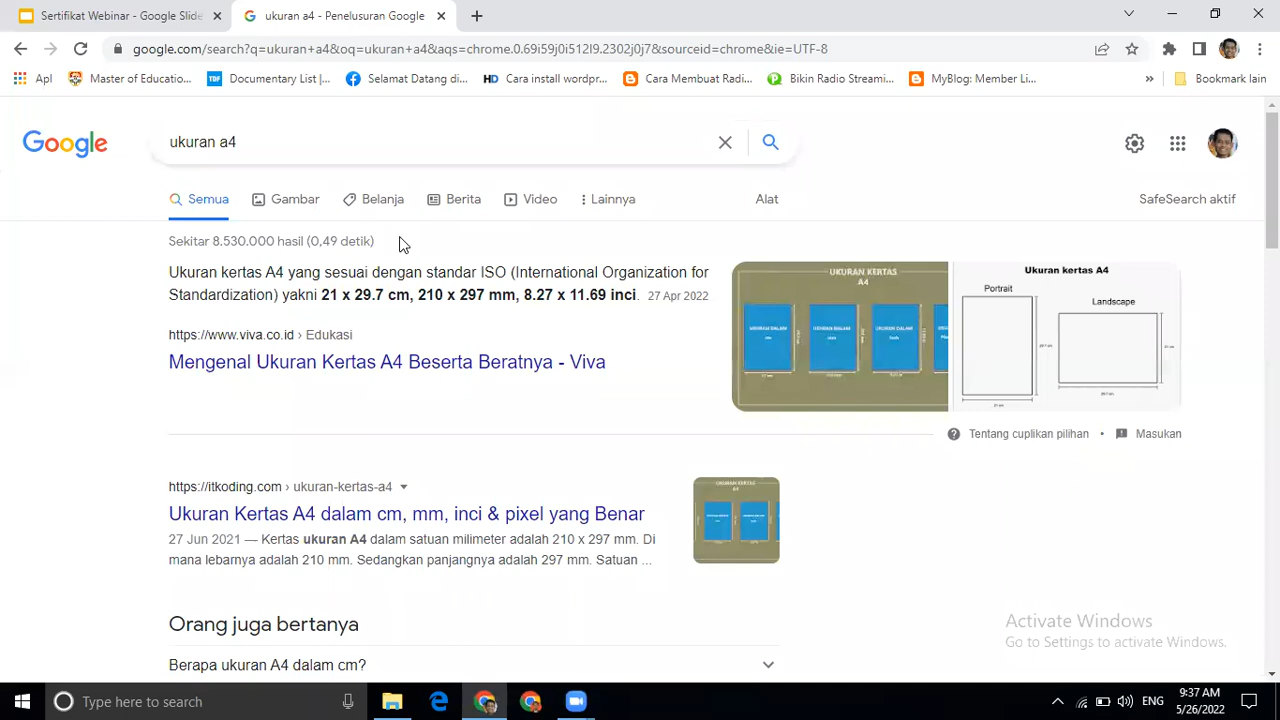 Sertifikat Webinar - Google Slide
ukuran a4 - Penelusuran Google
google.com/search?q=ukuran+a4&oq=ukuran+a4&aqs=chrome.0.69i59j0i512l9.2302j0j7&sourceid=chrome&ie=UTF-8
Apl
Master of Educatio...
TDF Documentary List |...
Selamat Datang di...
HD Cara install wordpr...
Cara Membuat Radi...
Bikin Radio Streami...
MyBlog: Member Li...
»
Bookmark lain
Google
ukuran a4
Semua
Gambar
Belanja
Berita
Video
Lainnya
Alat
SafeSearch aktif
Sekitar 8.530.000 hasil (0,49 detik)
Ukuran kertas A4 yang sesuai dengan standar ISO (International Organization for
Standardization) yakni 21 x 29.7 cm, 210 x 297 mm, 8.27 x 11.69 inci. 27 Apr 2022
https://www.viva.co.id › Edukasi
Mengenal Ukuran Kertas A4 Beserta Beratnya - Viva
UKURAN KERTAS
A4
Ukuran kertas A4
Portrait
Landscape
Tentang cuplikan pilihan
•
Masukan
https://itkoding.com › ukuran-kertas-a4
Ukuran Kertas A4 dalam cm, mm, inci & pixel yang Benar
27 Jun 2021 — Kertas ukuran A4 dalam satuan milimeter adalah 210 x 297 mm. Di
mana lebarnya adalah 210 mm. Sedangkan panjangnya adalah 297 mm. Satuan ...
UKURAN KERTAS
A4
Orang juga bertanya
Berapa ukuran A4 dalam cm?
Activate Windows
Go to Settings to activate Windows.
Type here to search
ENG
9:37 AM
5/26/2022